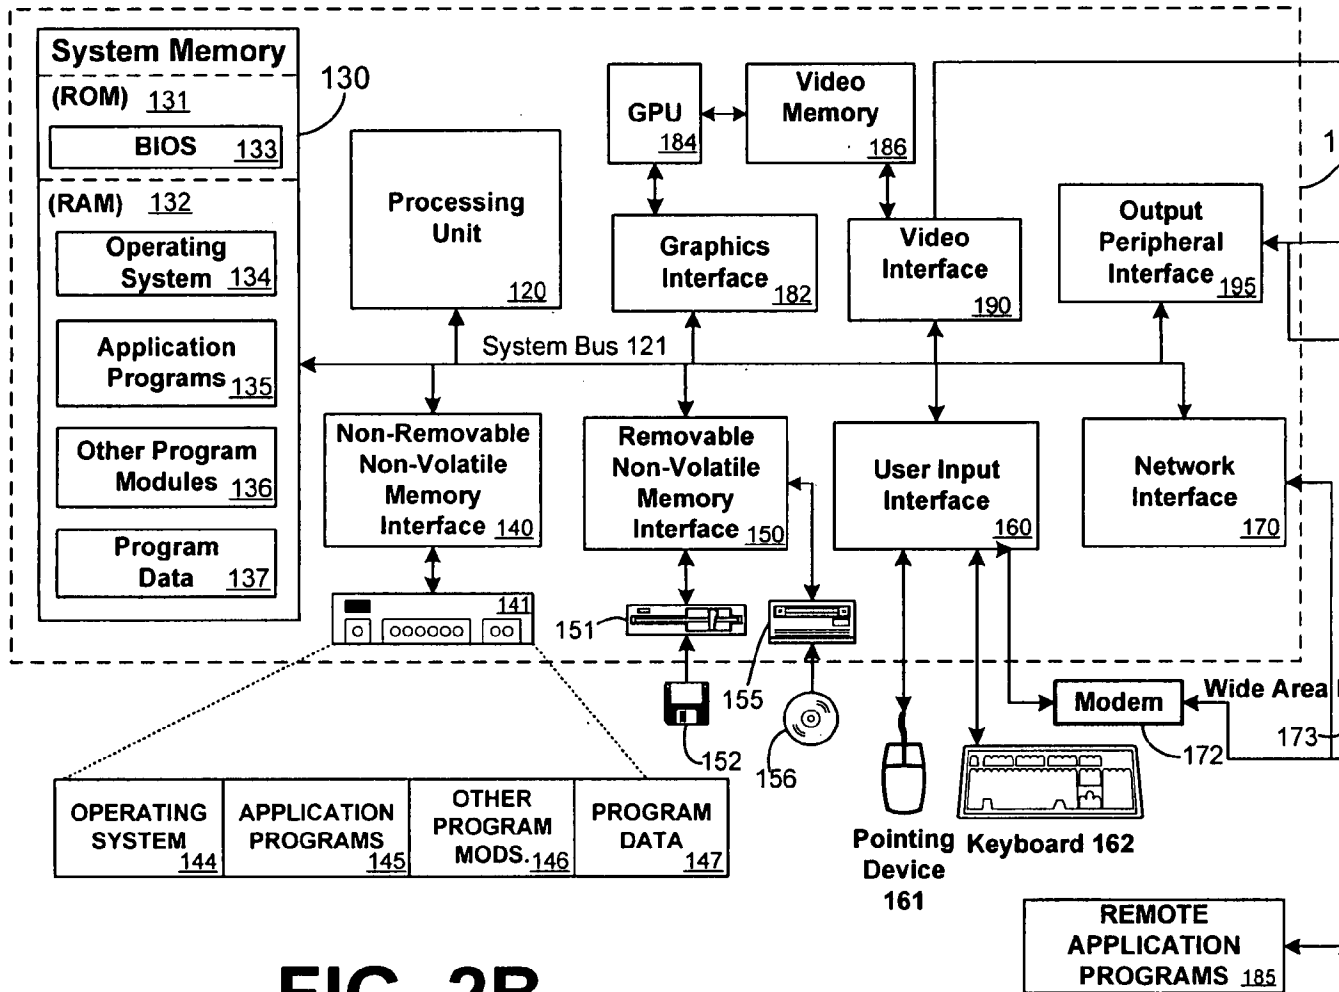 System Memory
(ROM) 131
BIOS 133
(RAM) 132
Operating
System 134
Application
Programs 135
Other Program
Modules 136
Program
Data 137
130
Processing
Unit
120
GPU
184
Video
Memory
186
Graphics
Interface
182
Video
Interface
190
Output
Peripheral
Interface
195
1
System Bus 121
Non-Removable
Non-Volatile
Memory
Interface 140
Removable
Non-Volatile
Memory
Interface 150
User Input
Interface
160
Network
Interface
170
141
151
152
155
156
Modem
172
Wide Area
173
OPERATING
SYSTEM 144
APPLICATION
PROGRAMS 145
OTHER
PROGRAM
MODS. 146
PROGRAM
DATA 147
Pointing
Device
161
Keyboard 162
REMOTE
APPLICATION
PROGRAMS 185
FIG. 2B